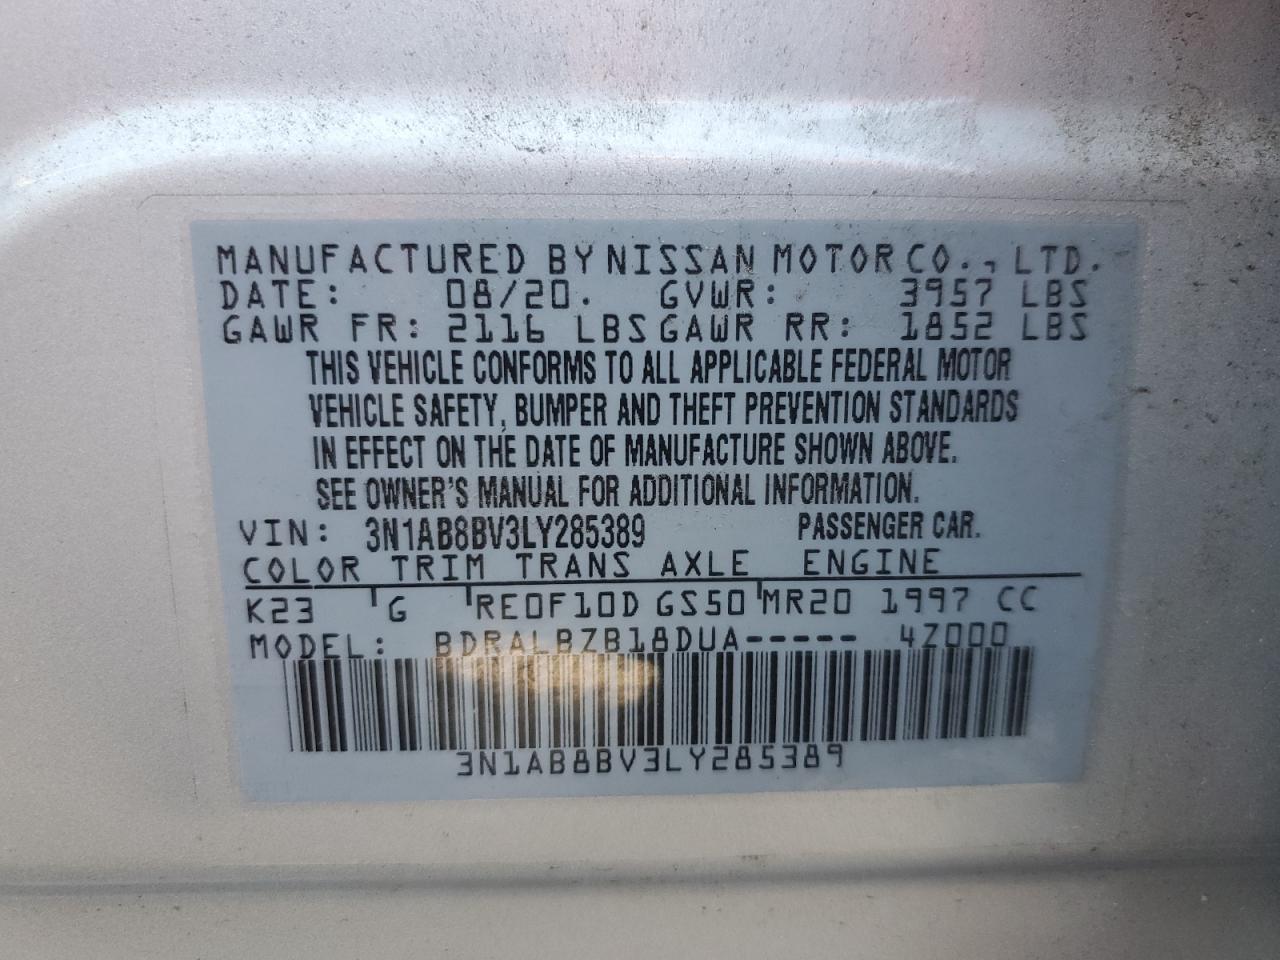 MANUFACTURED BY NISSAN MOTOR CO., LTD.
DATE: 08/20. GVWR: 3957 LBS
GAWR FR: 2116 LBS GAWR RR: 1852 LBS
THIS VEHICLE CONFORMS TO ALL APPLICABLE FEDERAL MOTOR
VEHICLE SAFETY, BUMPER AND THEFT PREVENTION STANDARDS
IN EFFECT ON THE DATE OF MANUFACTURE SHOWN ABOVE.
SEE OWNER'S MANUAL FOR ADDITIONAL INFORMATION.
VIN: 3N1AB8BV3LY285389 PASSENGER CAR.
COLOR TRIM TRANS AXLE ENGINE
K23 G RE0F10D GS50 MR20 1997 CC
MODEL: BDRALBZB18DUA----- 4Z000
3N1AB8BV3LY285389